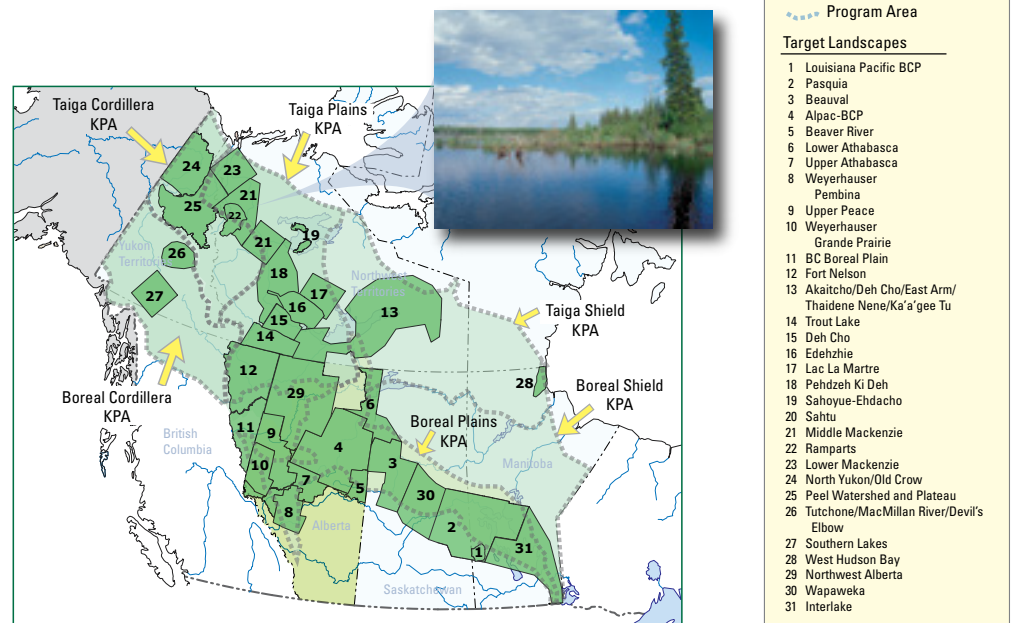 Taiga Cordillera
KPA
Taiga Plains
KPA
24
23
21
25
22
19
21
26
Yukon
Territory
18
Northwest
Territories
17
27
16
13
15
14
Taiga Shield
KPA
12
28
29
6
Boreal Shield
KPA
Boreal Cordillera
KPA
Boreal Plains
KPA
11
9
British
Columbia
4
3
Manitoba
10
7
5
30
8
Alberta
2
31
1
Saskatchewan
Program Area
Target Landscapes
1 Louisiana Pacific BCP
2 Pasquia
3 Beauval
4 Alpac-BCP
5 Beaver River
6 Lower Athabasca
7 Upper Athabasca
8 Weyerhauser
Pembina
9 Upper Peace
10 Weyerhauser
Grande Prairie
11 BC Boreal Plain
12 Fort Nelson
13 Akaitcho/Deh Cho/East Arm/
Thaidene Nene/Ka'a'gee Tu
14 Trout Lake
15 Deh Cho
16 Edehzhie
17 Lac La Martre
18 Pehdzeh Ki Deh
19 Sahoyue-Ehdacho
20 Sahtu
21 Middle Mackenzie
22 Ramparts
23 Lower Mackenzie
24 North Yukon/Old Crow
25 Peel Watershed and Plateau
26 Tutchone/MacMillan River/Devil's
Elbow
27 Southern Lakes
28 West Hudson Bay
29 Northwest Alberta
30 Wapaweka
31 Interlake